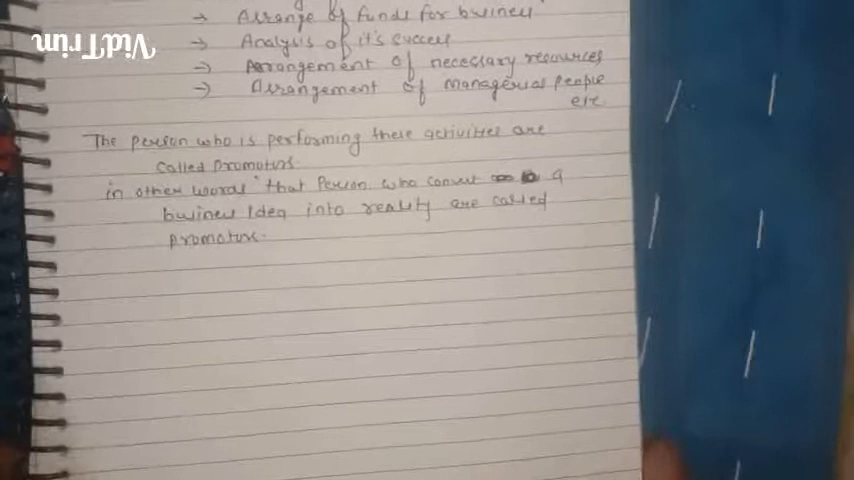 → Arrange of funds for business
→ Analysis of it's success
→ Arrangement of necessary resources
→ Arrangement of managerial people
etc.
The person who is performing these activities are
called promotors.
in other words "that Person who convert a
business Idea into reality are called
promotors.
VidTrim